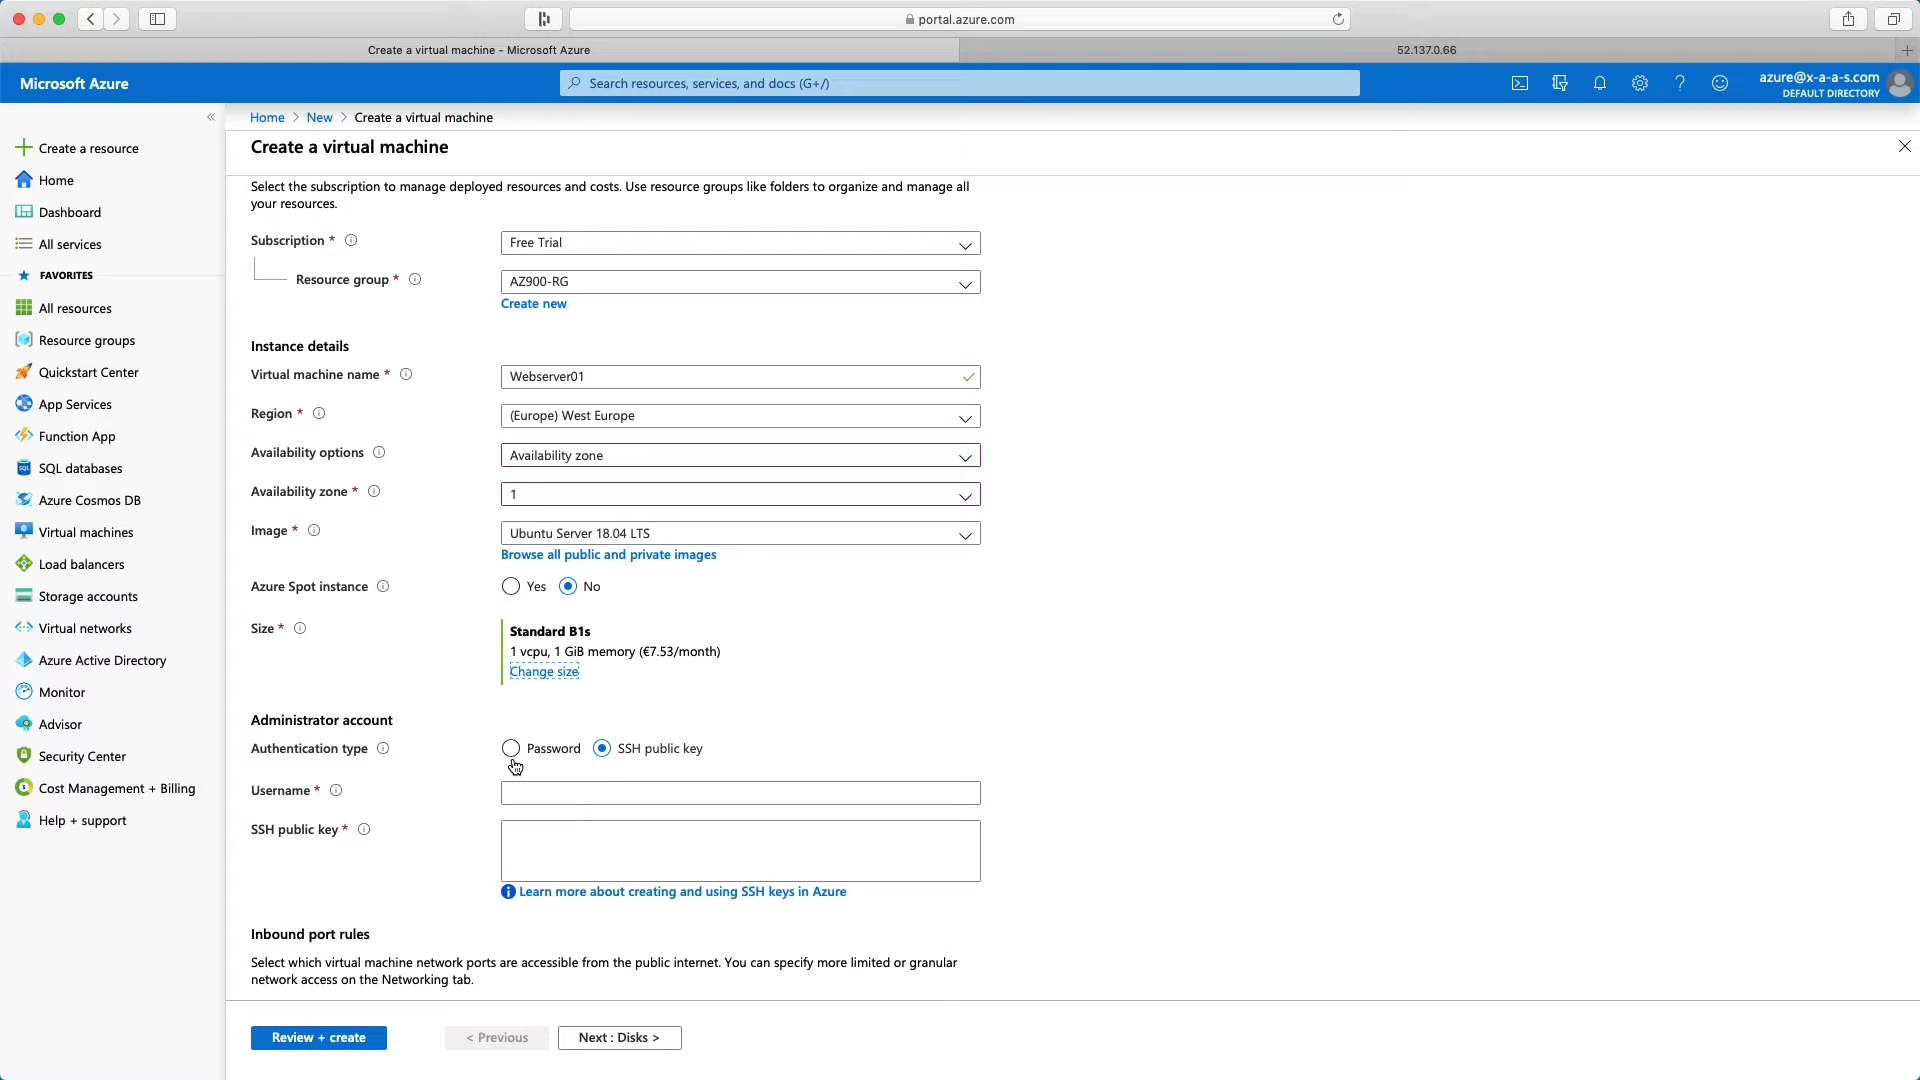 portal.azure.com
Create a virtual machine - Microsoft Azure
52.137.0.66
Microsoft Azure
Search resources, services, and docs (G+/)
azure@x-a-a-s.com
DEFAULT DIRECTORY
Home > New > Create a virtual machine
Create a virtual machine
Create a resource
Home
Dashboard
All services
FAVORITES
All resources
Resource groups
Quickstart Center
App Services
Function App
SQL databases
Azure Cosmos DB
Virtual machines
Load balancers
Storage accounts
Virtual networks
Azure Active Directory
Monitor
Advisor
Security Center
Cost Management + Billing
Help + support
Select the subscription to manage deployed resources and costs. Use resource groups like folders to organize and manage all
your resources.
Subscription *
Free Trial
Resource group *
AZ900-RG
Create new
Instance details
Virtual machine name *
Webserver01
Region *
(Europe) West Europe
Availability options
Availability zone
Availability zone *
1
Image *
Ubuntu Server 18.04 LTS
Browse all public and private images
Azure Spot instance
Yes No
Size *
Standard B1s
1 vcpu, 1 GiB memory (€7.53/month)
Change size
Administrator account
Authentication type
Password SSH public key
Username *
SSH public key *
Learn more about creating and using SSH keys in Azure
Inbound port rules
Select which virtual machine network ports are accessible from the public internet. You can specify more limited or granular
network access on the Networking tab.
Review + create
< Previous
Next : Disks >